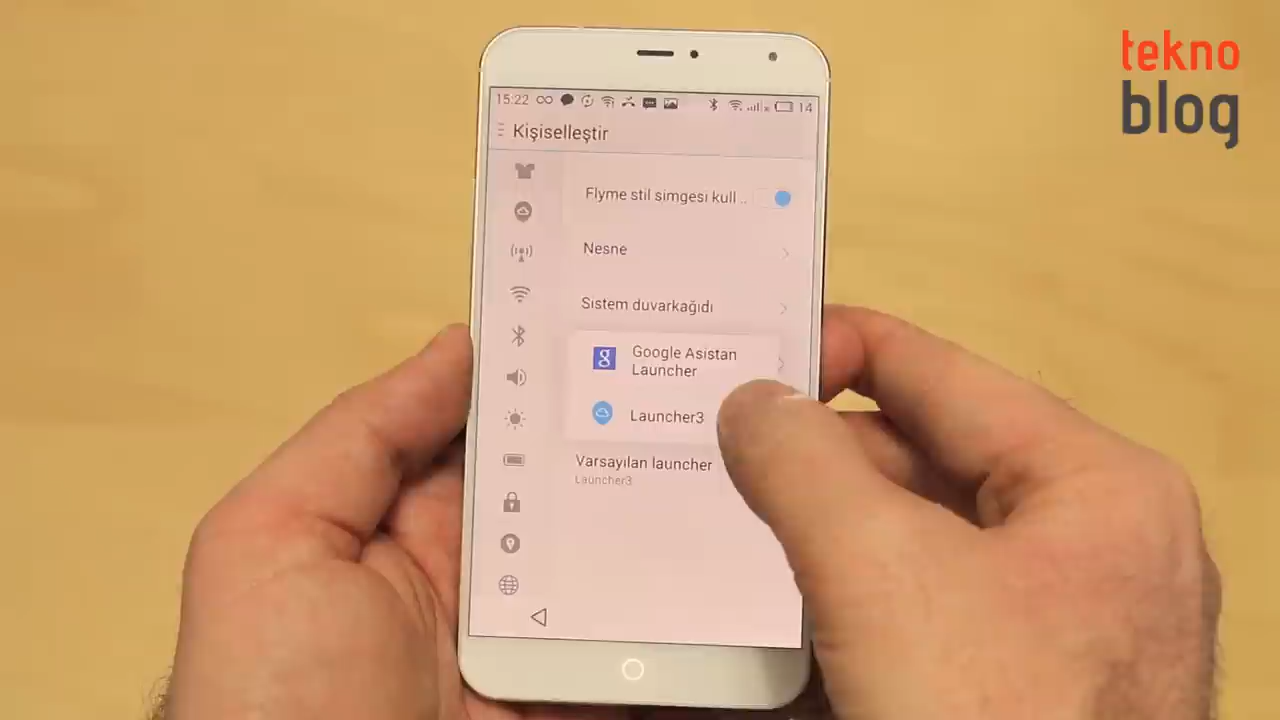 tekno
blog
15:22
14
Kişiselleştir
Flyme stil simgesi kull ..
Nesne
Sistem duvarkağıdı
Google Asistan
Launcher
Launcher3
Varsayılan launcher
Launcher3